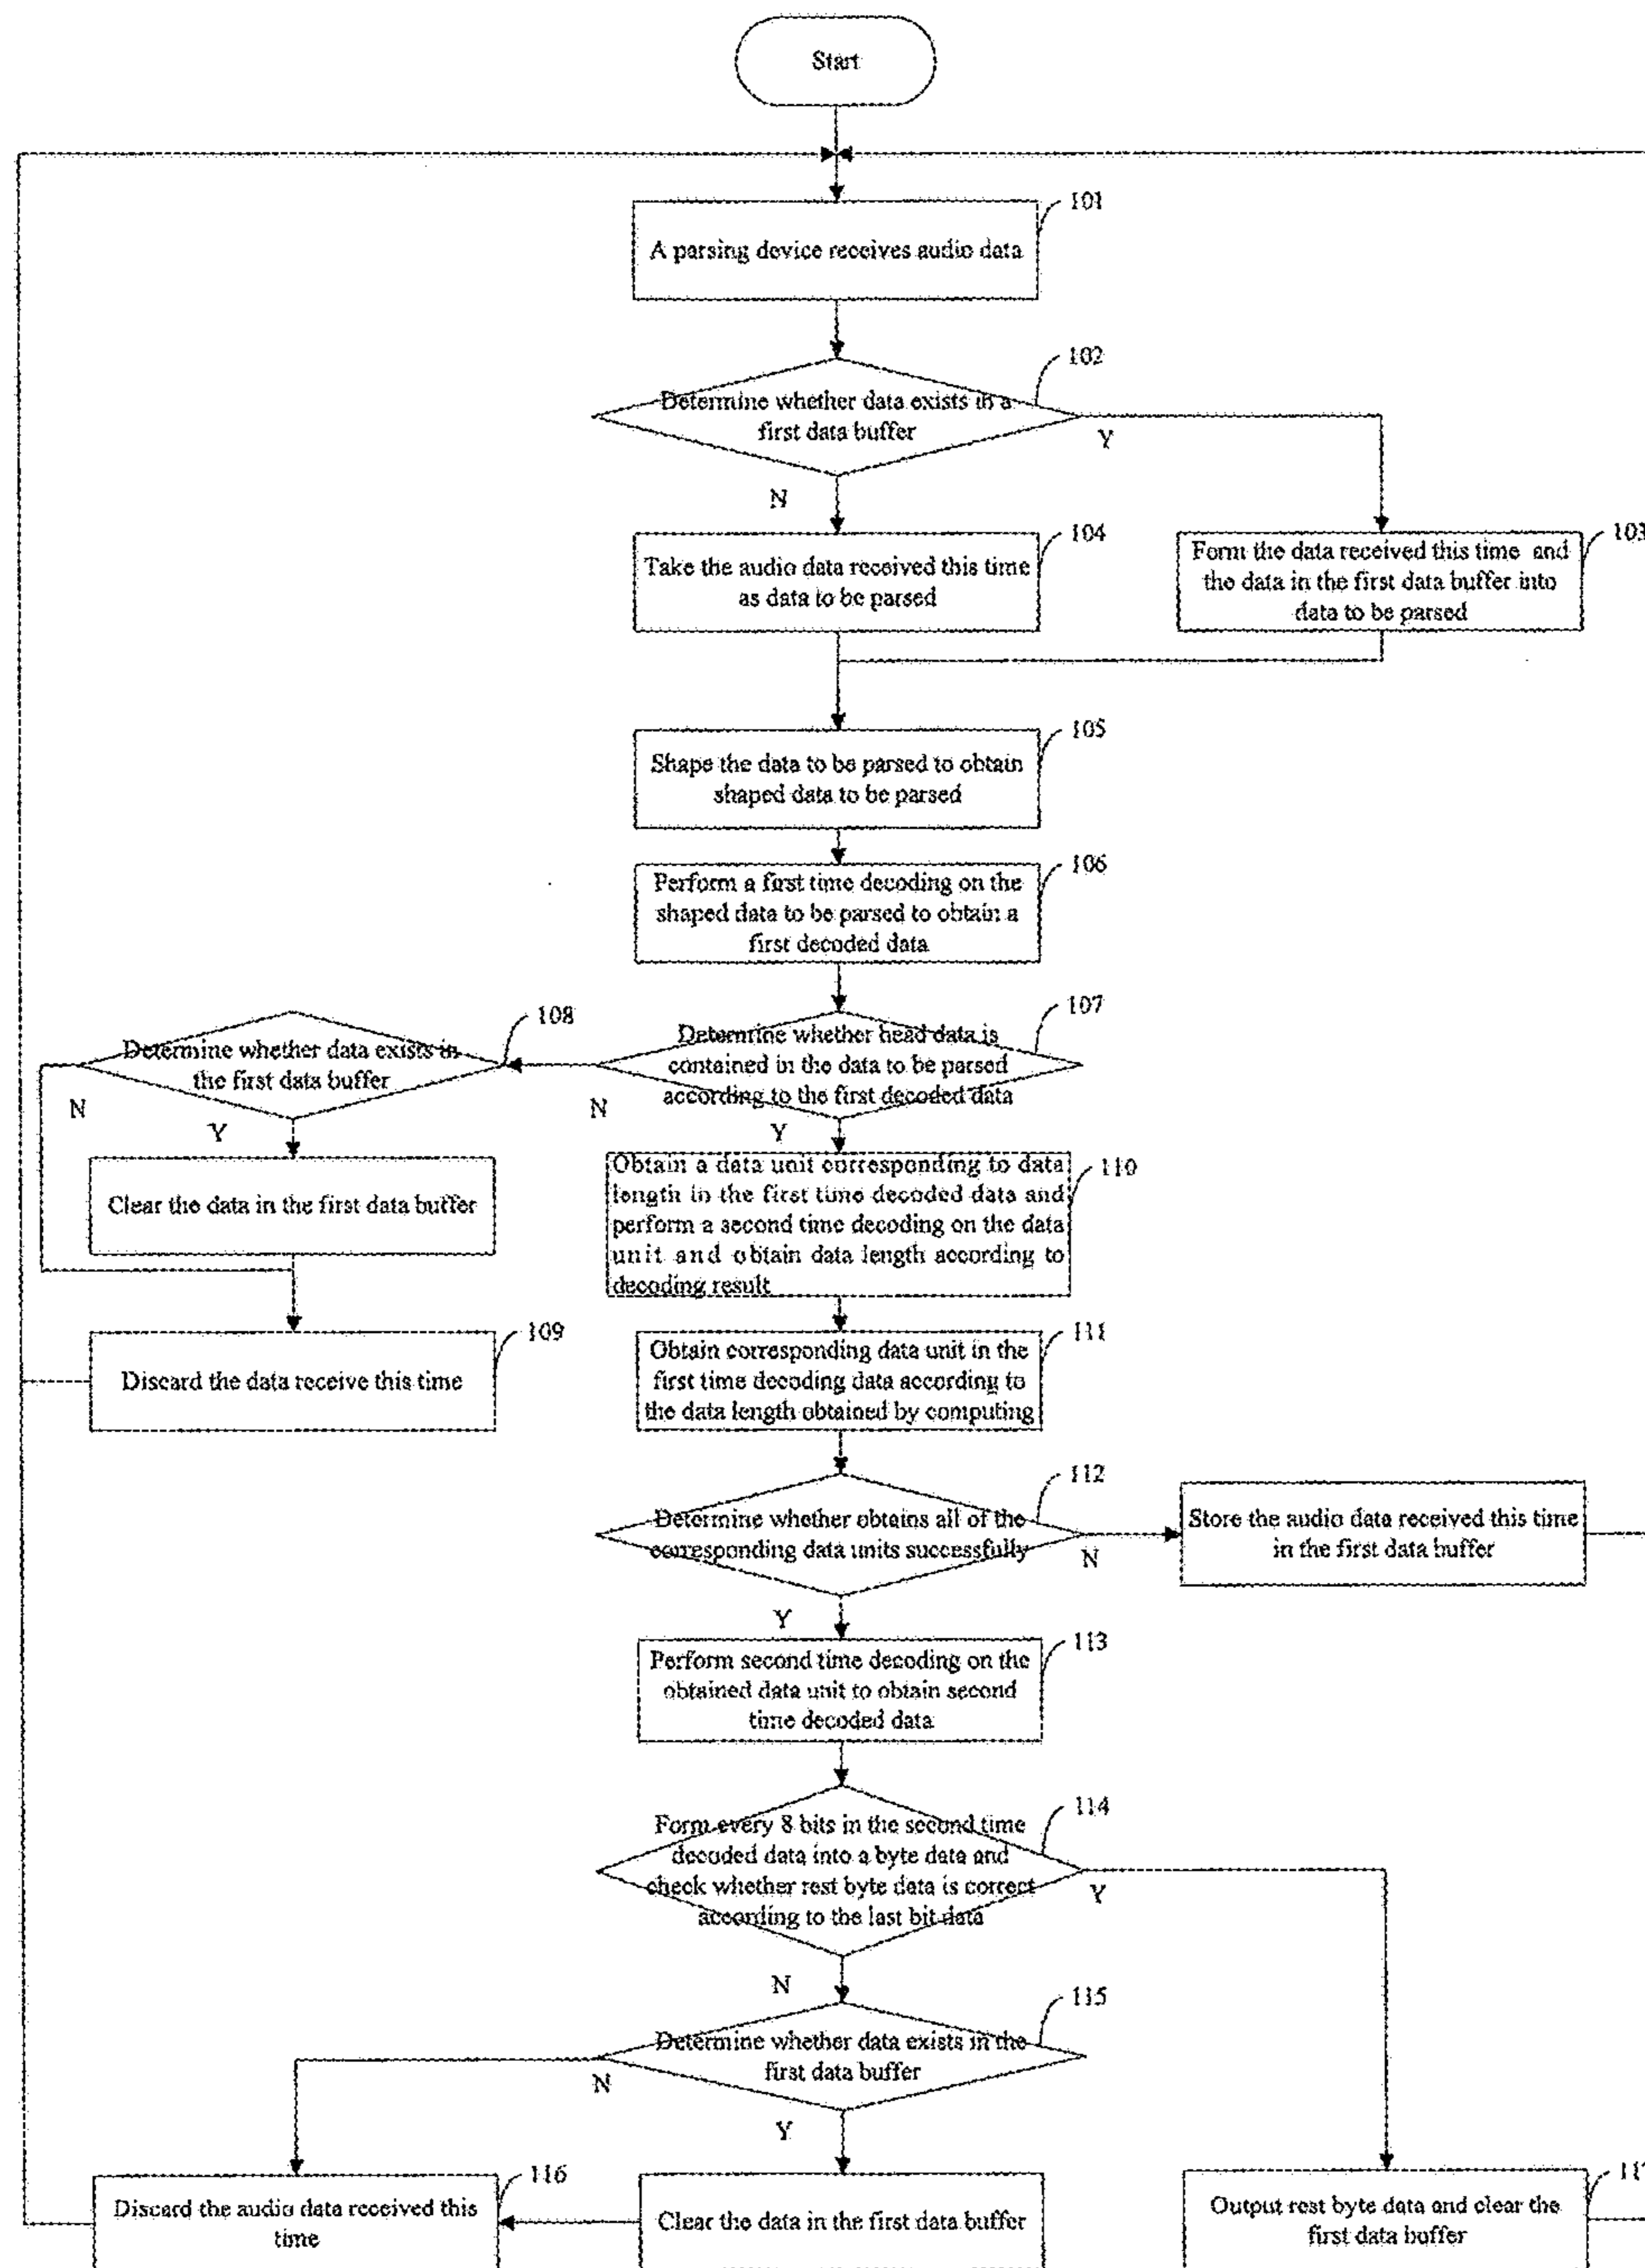 Start
101
A parsing device receives audio data
102
Determine whether data exists in a
first data buffer
Y
N
104
Take the audio data received this time
as data to be parsed
103
Form the data received this time and
the data in the first data buffer into
data to be parsed
105
Shape the data to be parsed to obtain
shaped data to be parsed
106
Perform a first time decoding on the
shaped data to be parsed to obtain a
first decoded data
107
Determine whether head data is
contained in the data to be parsed
according to the first decoded data
N
Y
108
Determine whether data exists in
the first data buffer
N
Y
Clear the data in the first data buffer
109
Discard the data receive this time
110
Obtain a data unit corresponding to data
length in the first time decoded data and
perform a second time decoding on the data
unit and obtain data length according to
decoding result
111
Obtain corresponding data unit in the
first time decoding data according to
the data length obtained by computing
112
Determine whether obtains all of the
corresponding data units successfully
N
Y
Store the audio data received this time
in the first data buffer
113
Perform second time decoding on the
obtained data unit to obtain second
time decoded data
114
Form every 8 bits in the second time
decoded data into a byte data and
check whether rest byte data is correct
according to the last bit data
Y
N
115
Determine whether data exists in the
first data buffer
N
Y
116
Discard the audio data received this
time
Clear the data in the first data buffer
Output rest byte data and clear the
first data buffer